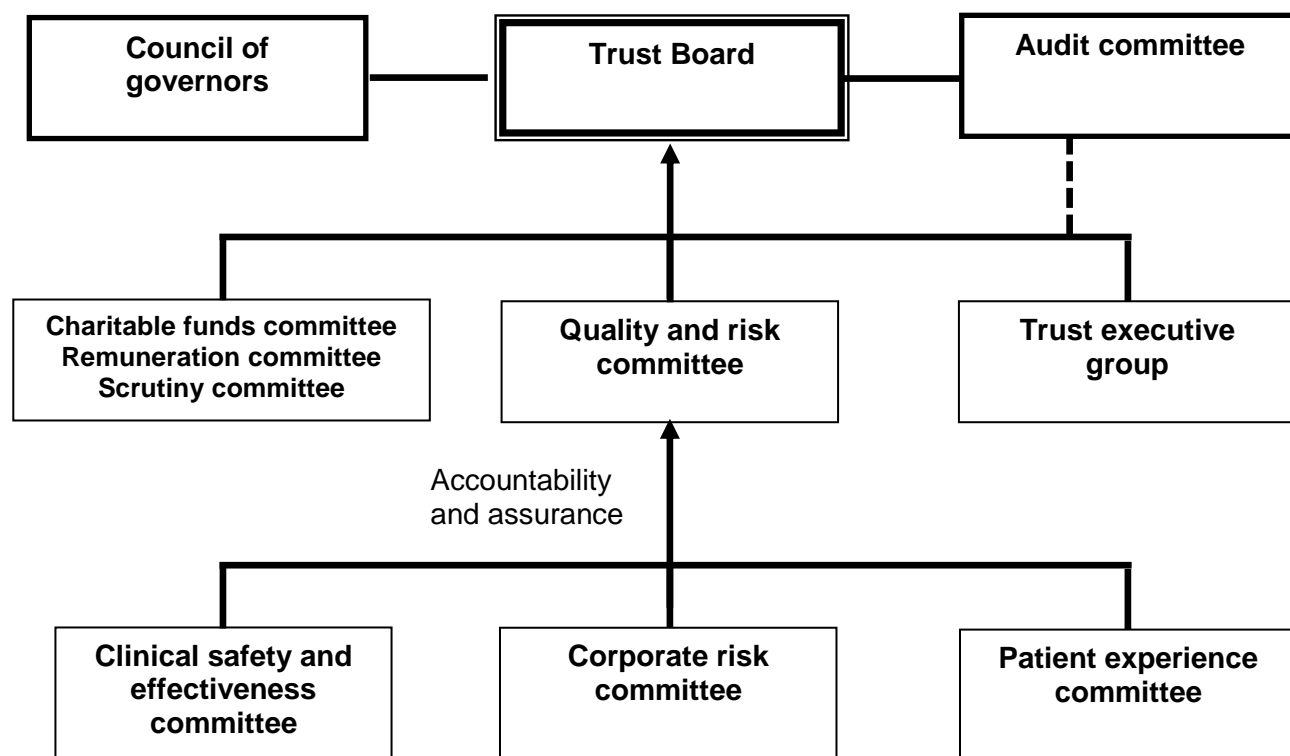 Council of
governors
Trust Board
Audit committee
Charitable funds committee
Remuneration committee
Scrutiny committee
Quality and risk
committee
Trust executive
group
Accountability
and assurance
Clinical safety and
effectiveness
committee
Corporate risk
committee
Patient experience
committee